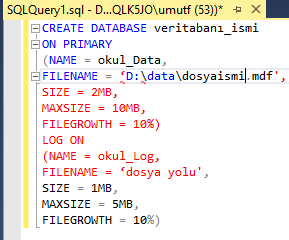 SQLQuery1.sql - D...QLK5JO\umutf (53))*
CREATE DATABASE veritabanı_ismi
ON PRIMARY
(NAME = okul_Data,
FILENAME = ‘D:\data\dosyaismi.mdf',
SIZE = 2MB,
MAXSIZE = 10MB,
FILEGROWTH = 10%)
LOG ON
(NAME = okul_Log,
FILENAME = ‘dosya yolu',
SIZE = 1MB,
MAXSIZE = 5MB,
FILEGROWTH = 10%)